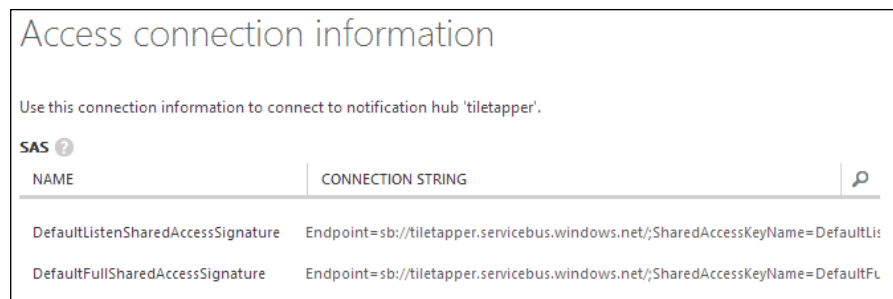 Access connection information
Use this connection information to connect to notification hub 'tiletapper'.
SAS ?
NAME CONNECTION STRING
DefaultListenSharedAccessSignature Endpoint=sb://tiletapper.servicebus.windows.net/;SharedAccessKeyName=DefaultLis
DefaultFullSharedAccessSignature Endpoint=sb://tiletapper.servicebus.windows.net/;SharedAccessKeyName=DefaultFu